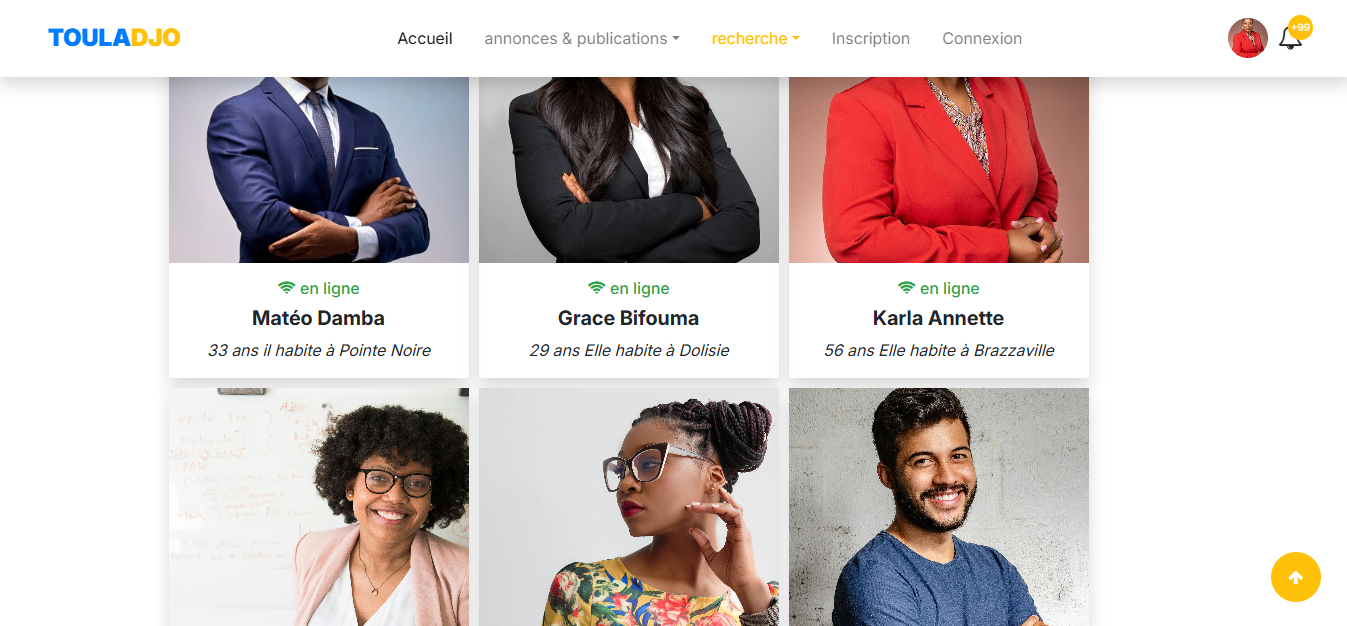 TOULADJO
Accueil
annonces & publications
recherche
Inscription
Connexion
+99
en ligne
Matéo Damba
33 ans il habite à Pointe Noire
en ligne
Grace Bifouma
29 ans Elle habite à Dolisie
en ligne
Karla Annette
56 ans Elle habite à Brazzaville